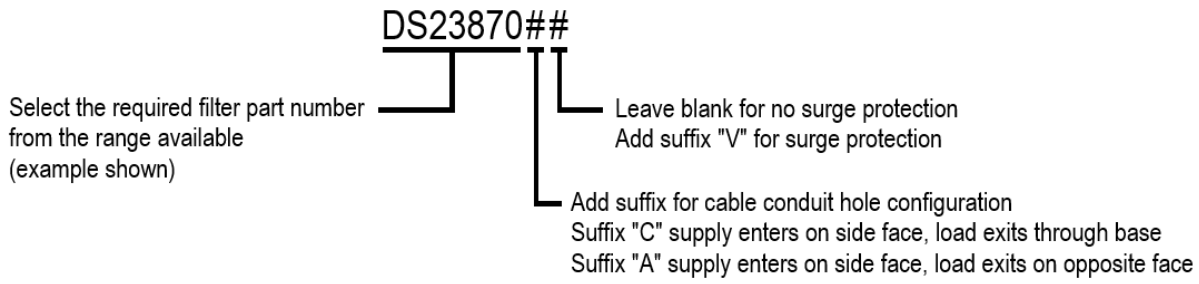 DS23870##
Select the required filter part number
from the range available
(example shown)
Leave blank for no surge protection
Add suffix "V" for surge protection
Add suffix for cable conduit hole configuration
Suffix "C" supply enters on side face, load exits through base
Suffix "A" supply enters on side face, load exits on opposite face